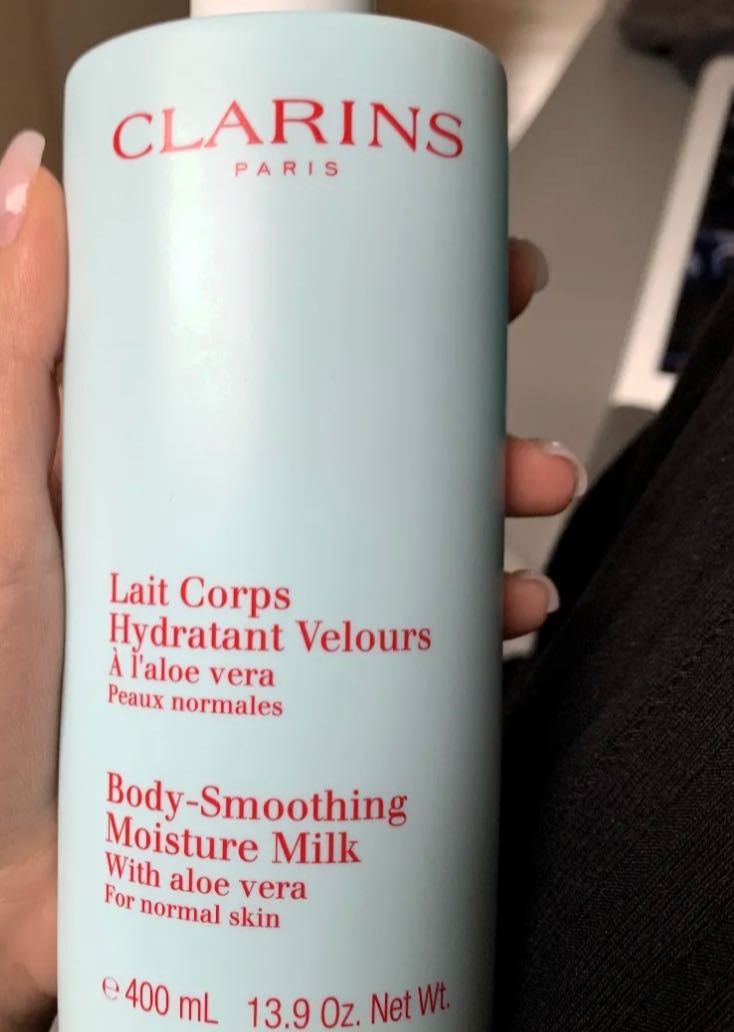 CLARINS
PARIS
Lait Corps
Hydratant Velours
À l'aloe vera
Peaux normales
Body-Smoothing
Moisture Milk
With aloe vera
For normal skin
℮ 400 mL 13.9 Oz. Net Wt.